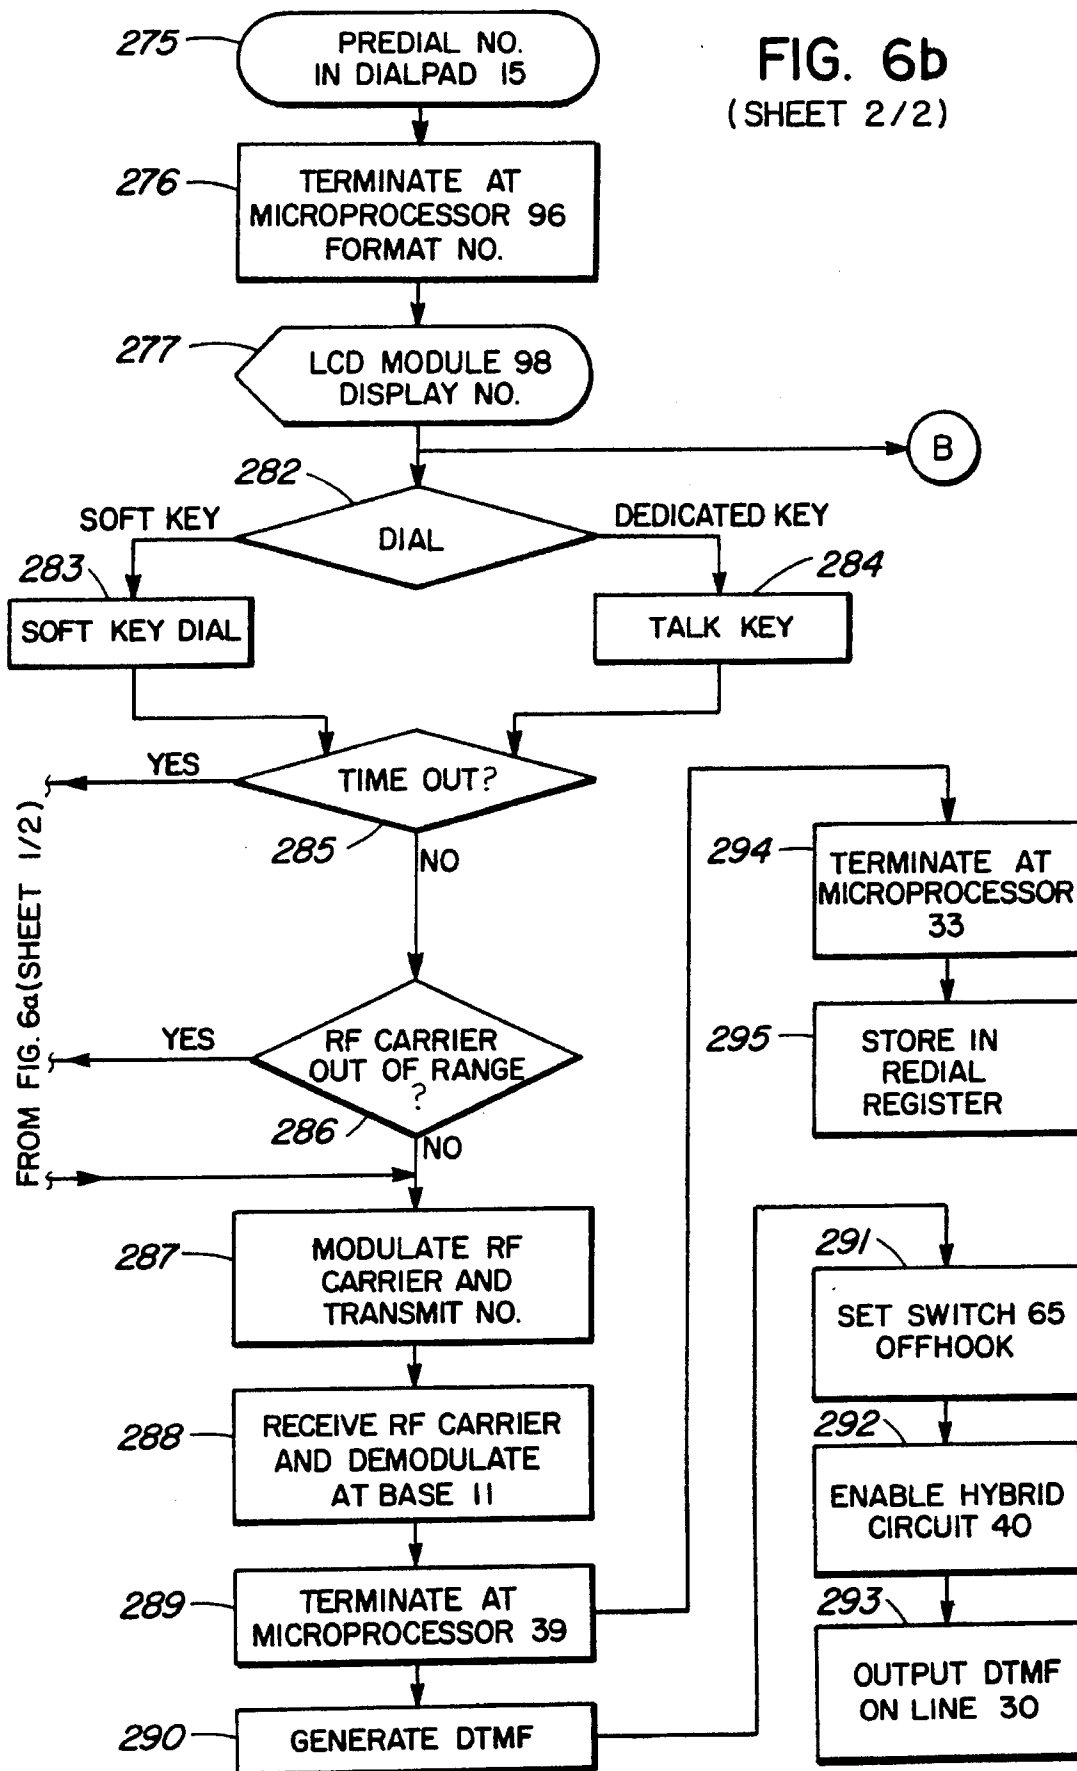 FIG. 6b
(SHEET 2/2)
275
PREDIAL NO.
IN DIALPAD 15
276
TERMINATE AT
MICROPROCESSOR 96
FORMAT NO.
277
LCD MODULE 98
DISPLAY NO.
B
282
SOFT KEY
DIAL
DEDICATED KEY
283
SOFT KEY DIAL
284
TALK KEY
YES
TIME OUT?
285
NO
FROM FIG. 6a (SHEET 1/2)
YES
RF CARRIER
OUT OF RANGE
?
286
NO
287
MODULATE RF
CARRIER AND
TRANSMIT NO.
288
RECEIVE RF CARRIER
AND DEMODULATE
AT BASE 11
289
TERMINATE AT
MICROPROCESSOR 39
290
GENERATE DTMF
294
TERMINATE AT
MICROPROCESSOR
33
295
STORE IN
REDIAL
REGISTER
291
SET SWITCH 65
OFFHOOK
292
ENABLE HYBRID
CIRCUIT 40
293
OUTPUT DTMF
ON LINE 30